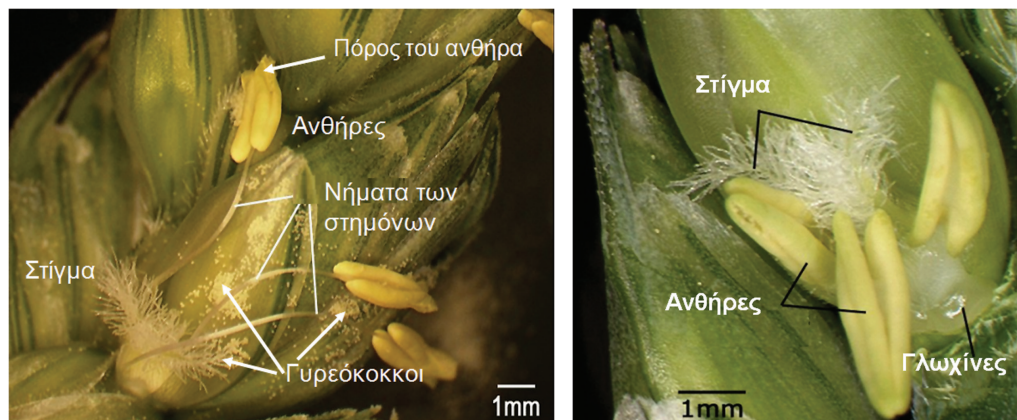 Πόρος του ανθήρα
Ανθήρες
Νήματα των
στημόνων
Στίγμα
Γυρεόκοκκοι
1mm
Στίγμα
Ανθήρες
Γλωχίνες
1mm